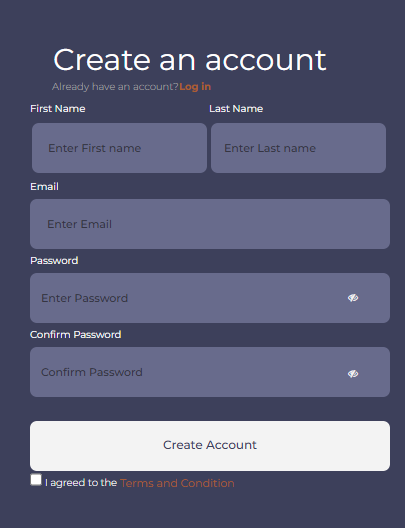 Create an account
Already have an account?Log in
First Name Last Name
Enter First name Enter Last name
Email
Enter Email
Password
Enter Password
Confirm Password
Confirm Password
Create Account
I agreed to the Terms and Condition